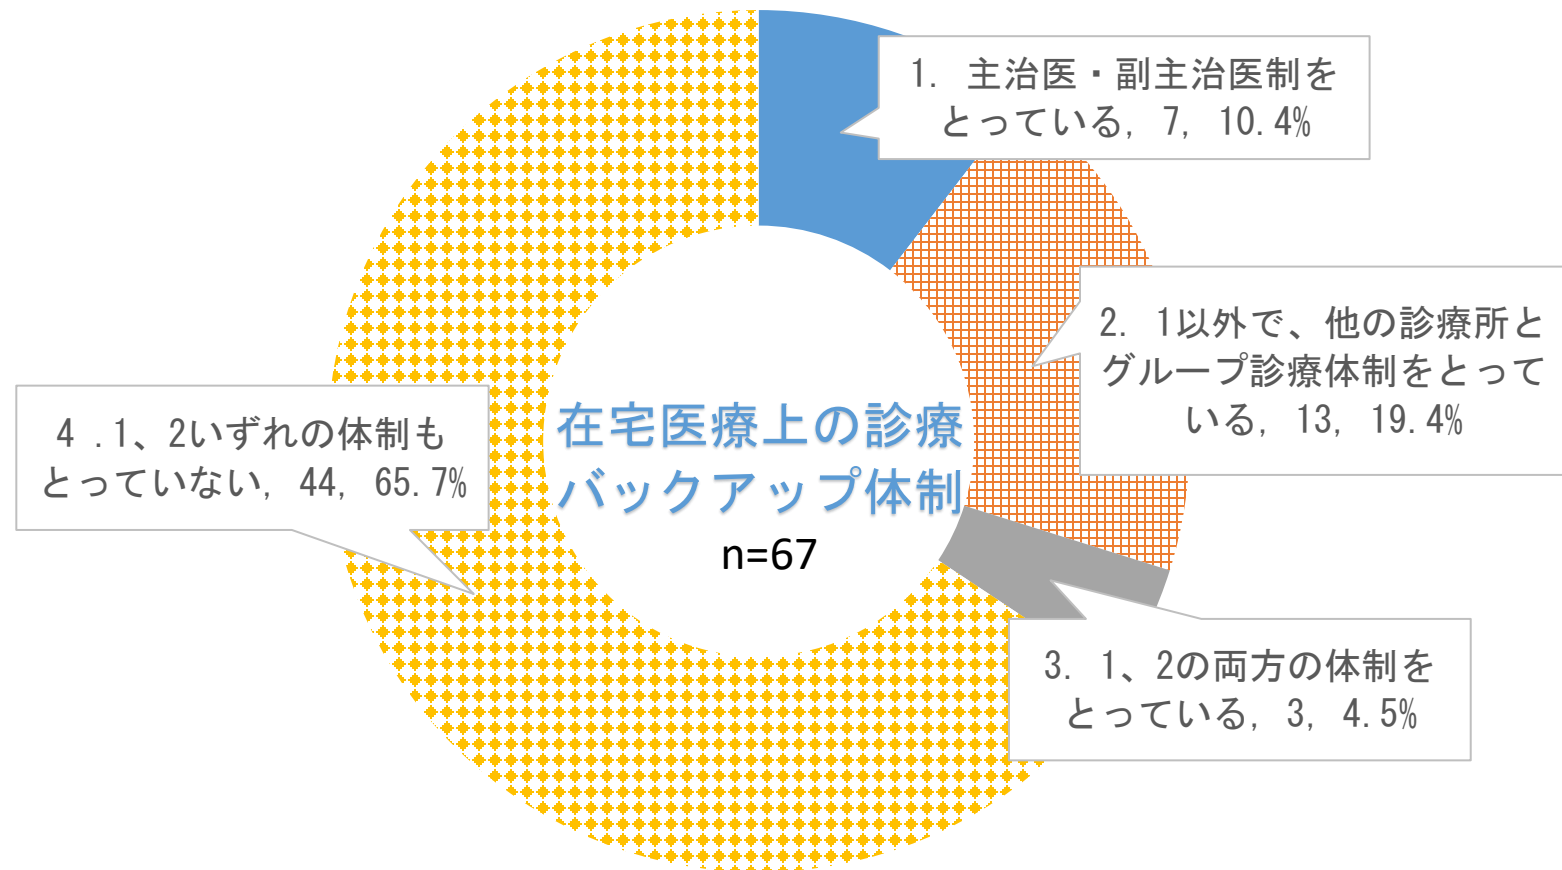 1. 主治医・副主治医制を
とっている, 7, 10.4%
2. 1以外で、他の診療所と
グループ診療体制をとって
いる, 13, 19.4%
4 .1、2いずれの体制も
とっていない, 44, 65.7%
在宅医療上の診療
バックアップ体制
n=67
3. 1、2の両方の体制を
とっている, 3, 4.5%